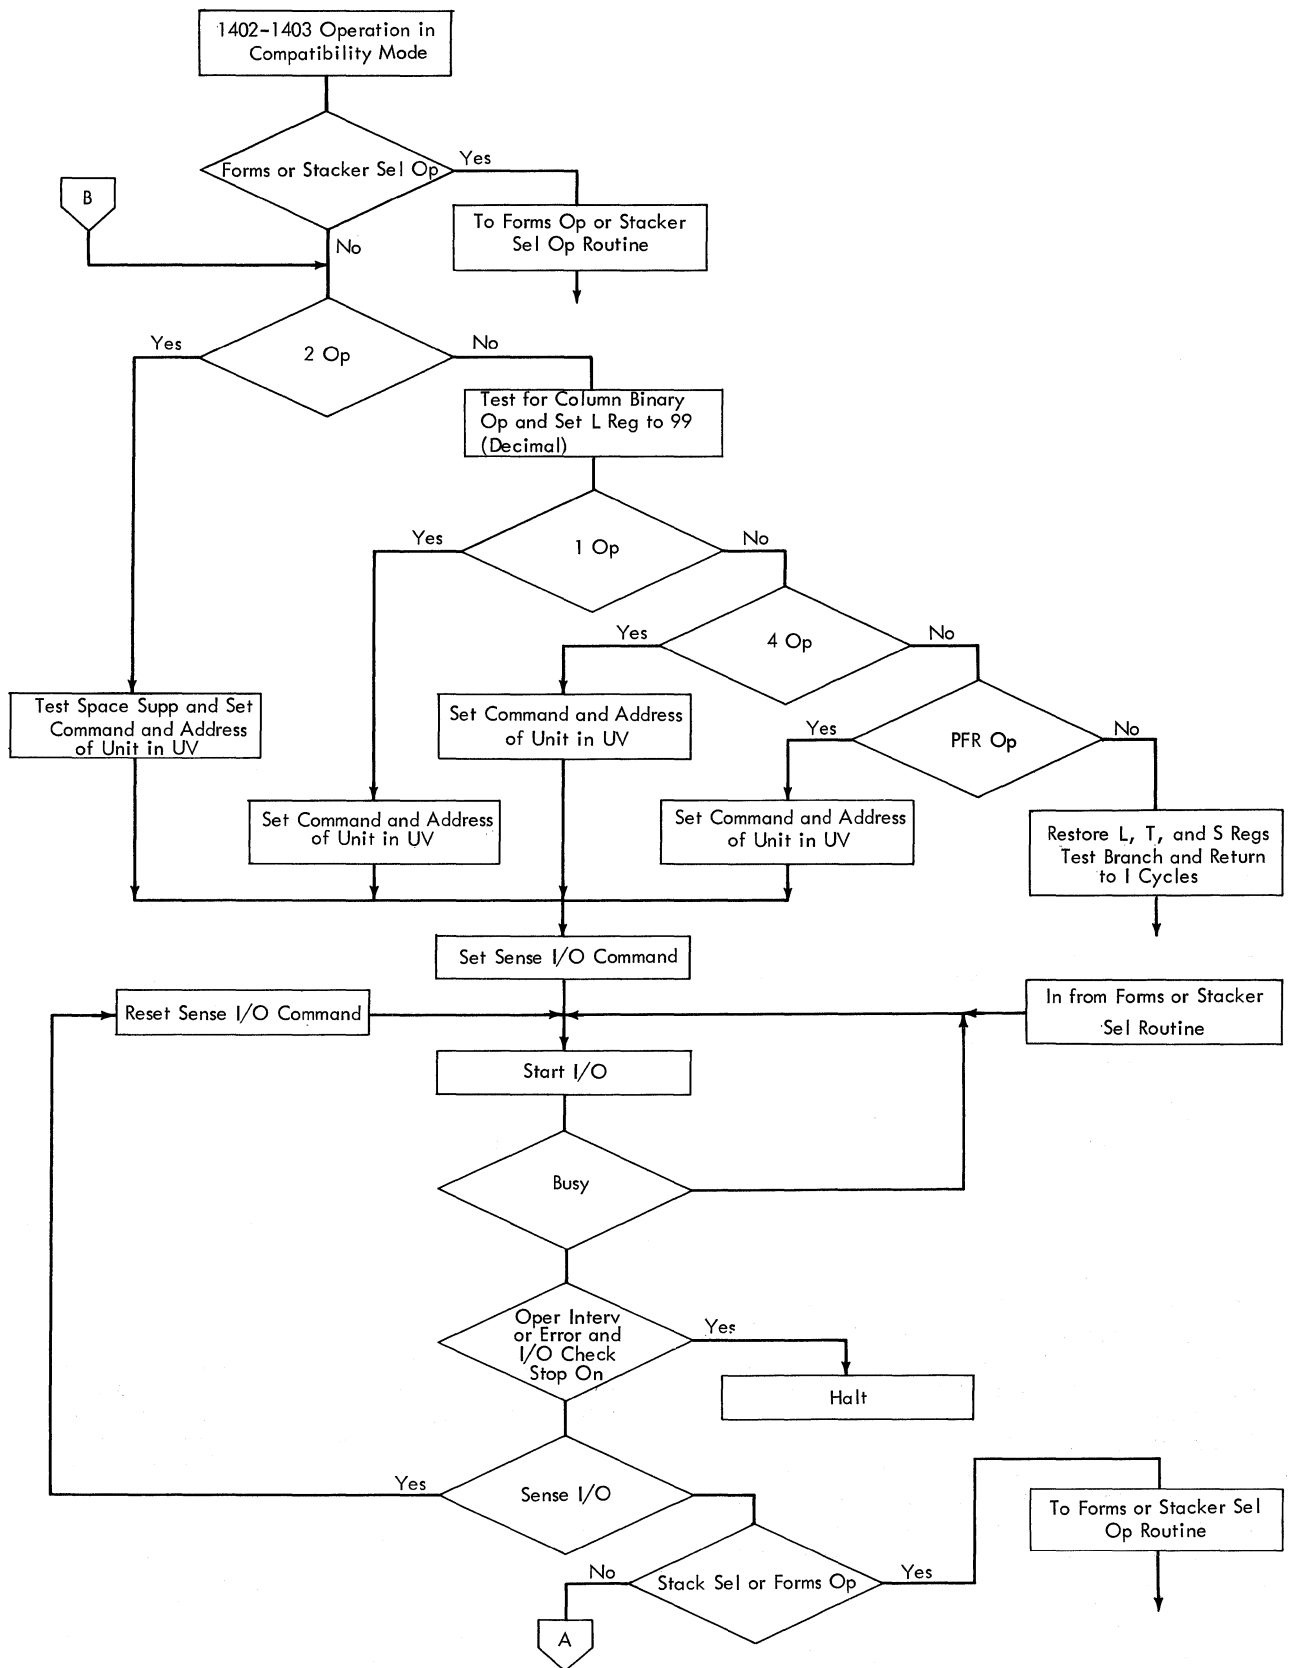 1402-1403 Operation in
Compatibility Mode
Forms or Stacker Sel Op
Yes
B
To Forms Op or Stacker
Sel Op Routine
No
Yes
2 Op
No
Test for Column Binary
Op and Set L Reg to 99
(Decimal)
Yes
1 Op
No
Yes
4 Op
No
Test Space Supp and Set
Command and Address
of Unit in UV
Set Command and Address
of Unit in UV
Yes
PFR Op
No
Set Command and Address
of Unit in UV
Set Command and Address
of Unit in UV
Restore L, T, and S Regs
Test Branch and Return
to I Cycles
Set Sense I/O Command
Reset Sense I/O Command
In from Forms or Stacker
Sel Routine
Start I/O
Busy
Oper Interv
or Error and
I/O Check
Stop On
Yes
Halt
Yes
Sense I/O
To Forms or Stacker Sel
Op Routine
No
Stack Sel or Forms Op
Yes
A